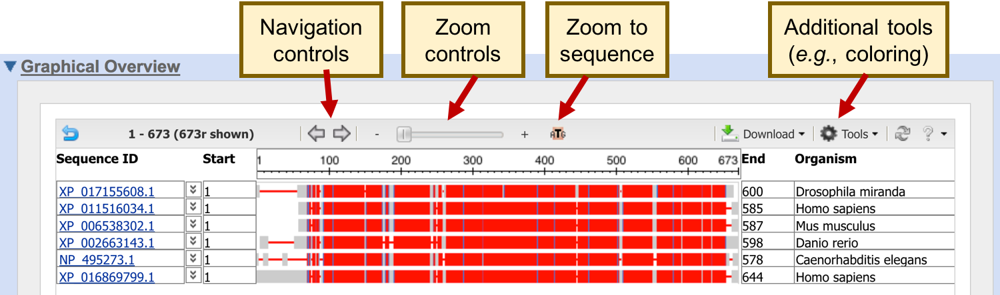 Navigation controls
Zoom controls
Zoom to sequence
Additional tools (e.g., coloring)
Graphical Overview
1 - 673 (673r shown) - + ATG Download Tools ?
Sequence ID Start 1 100 200 300 400 500 600 673 End Organism
XP_017155608.1 1 600 Drosophila miranda
XP_011516034.1 1 585 Homo sapiens
XP_006538302.1 1 587 Mus musculus
XP_002663143.1 1 598 Danio rerio
NP_495273.1 1 578 Caenorhabditis elegans
XP_016869799.1 1 644 Homo sapiens